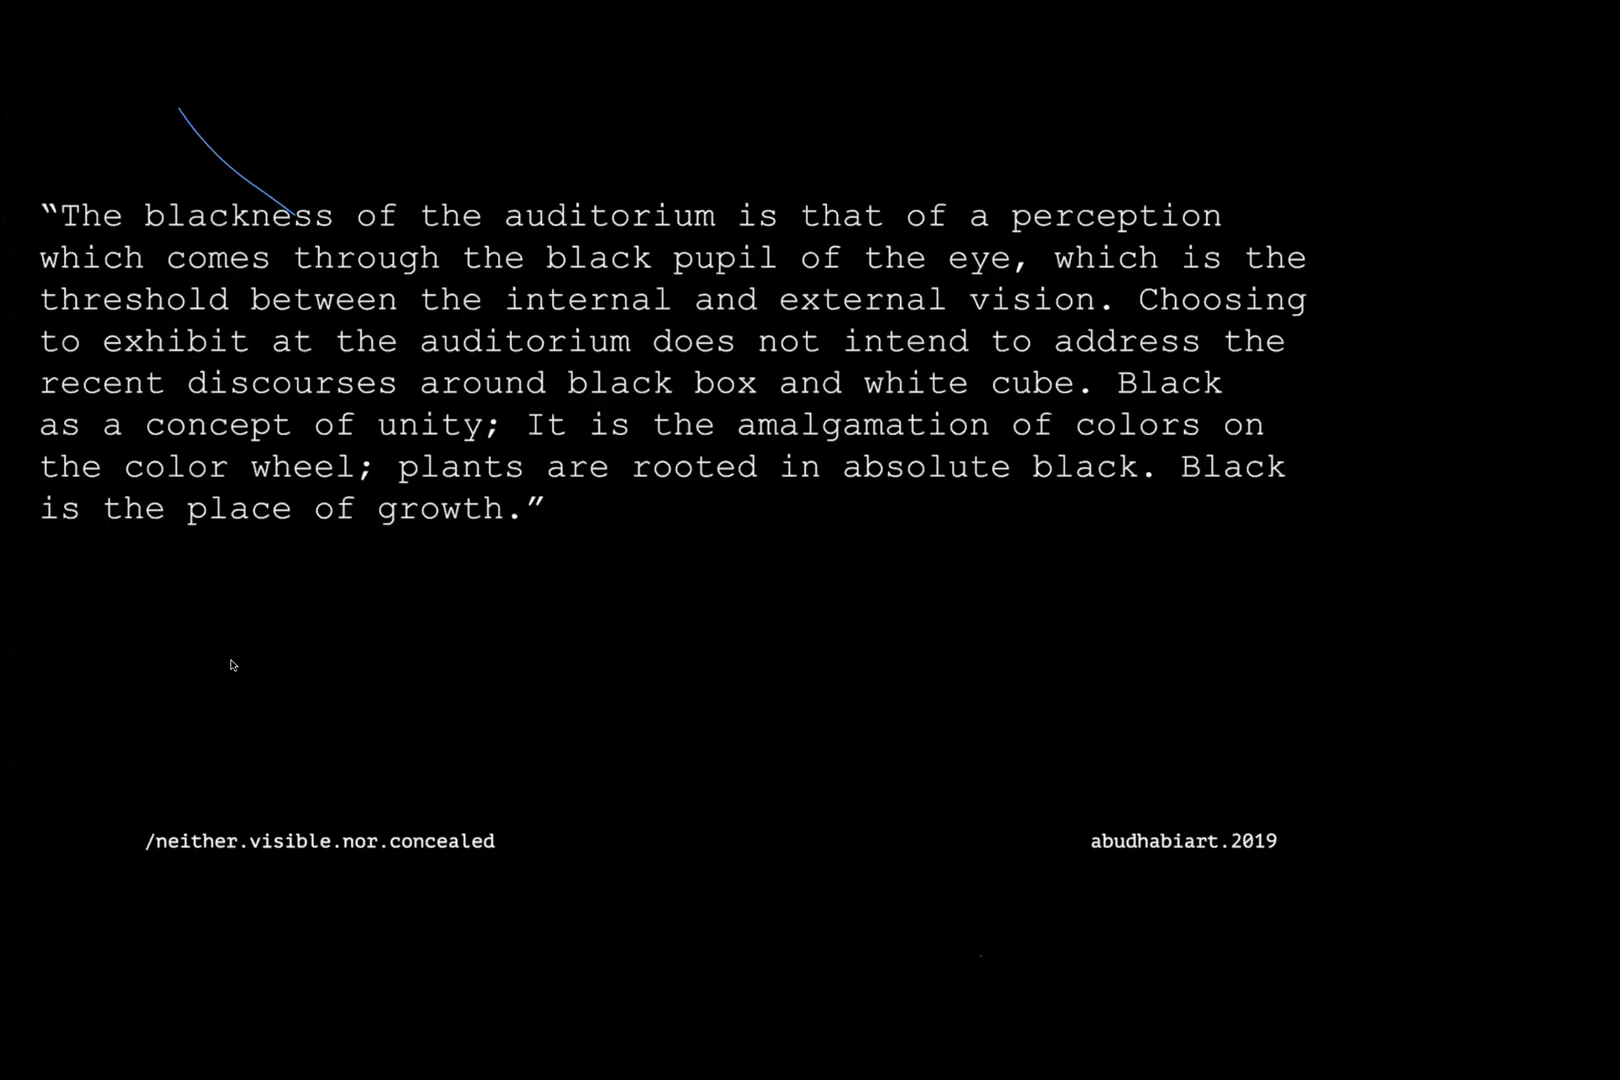 “The blackness of the auditorium is that of a perception
which comes through the black pupil of the eye, which is the
threshold between the internal and external vision. Choosing
to exhibit at the auditorium does not intend to address the
recent discourses around black box and white cube. Black
as a concept of unity; It is the amalgamation of colors on
the color wheel; plants are rooted in absolute black. Black
is the place of growth.”
/neither.visible.nor.concealed
abudhabiart.2019